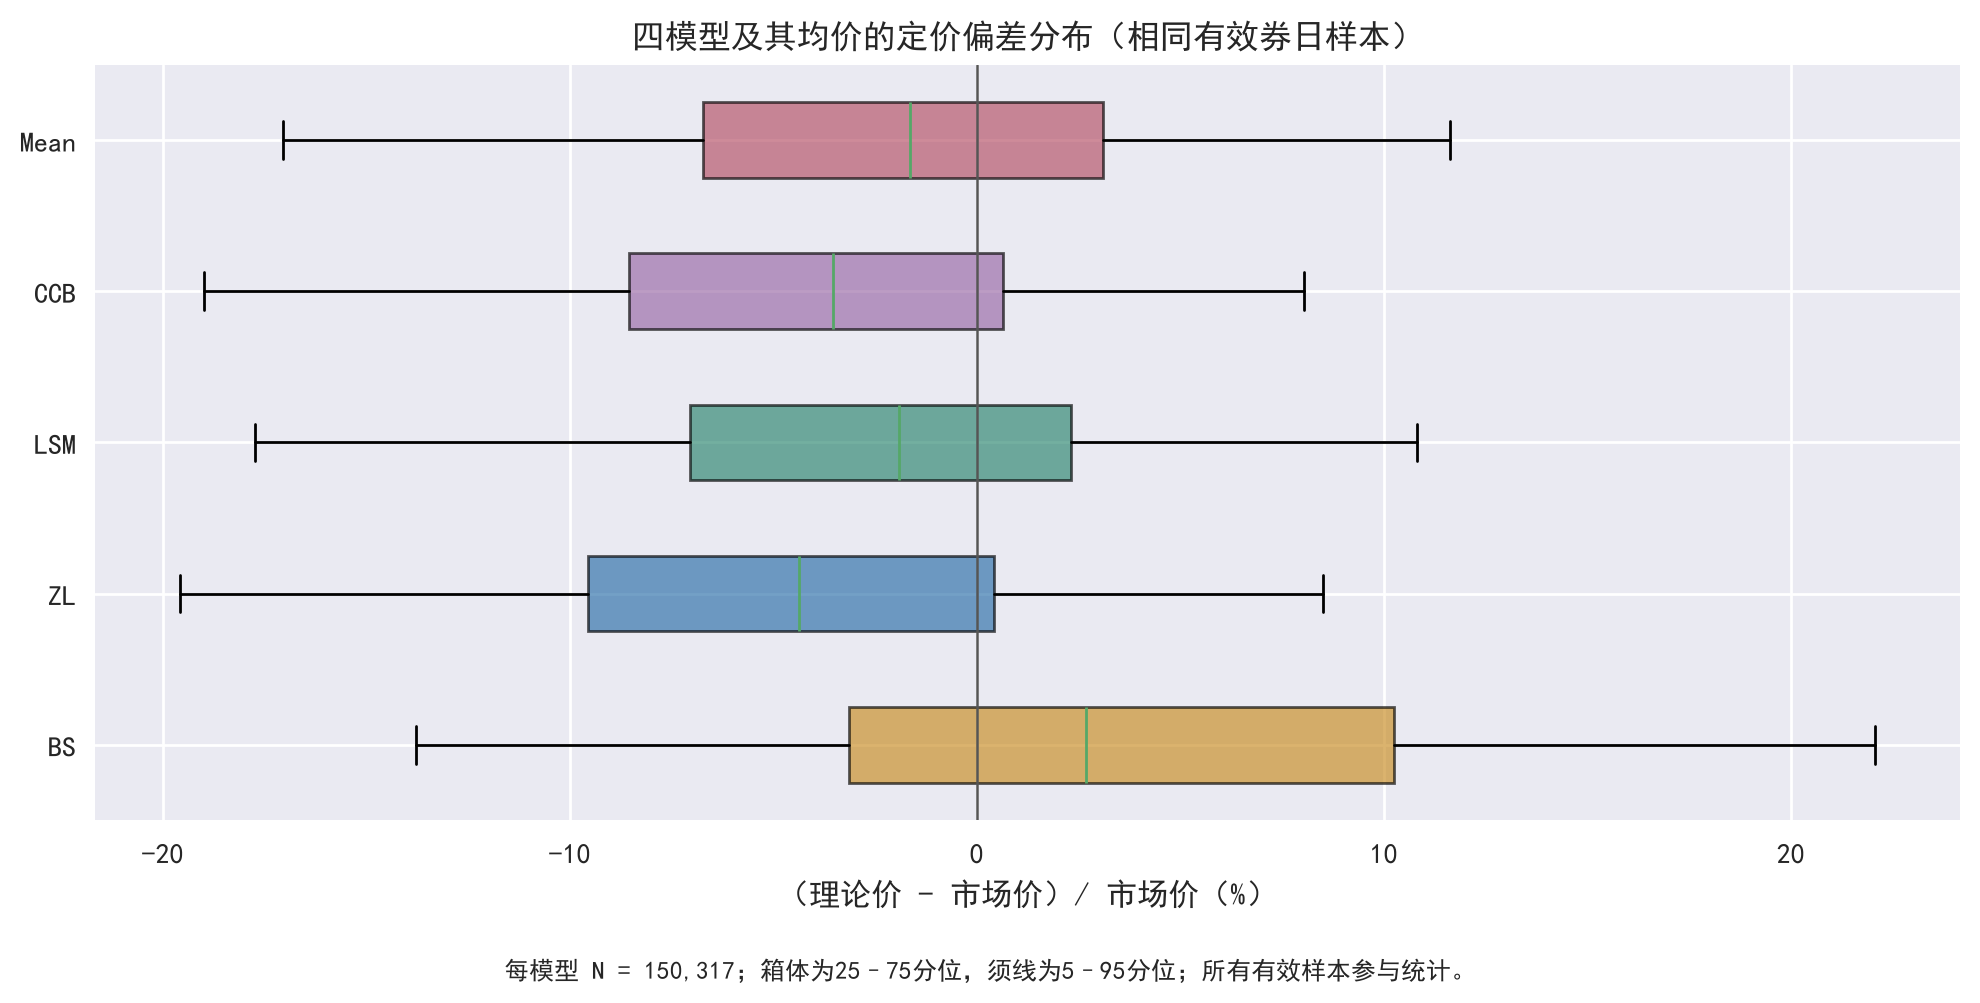 四模型及其均价的定价偏差分布（相同有效券日样本）
Mean
CCB
LSM
ZL
BS
−20 −10 0 10 20
（理论价 − 市场价）/ 市场价（%）
每模型 N = 150,317；箱体为25–75分位，须线为5–95分位；所有有效样本参与统计。